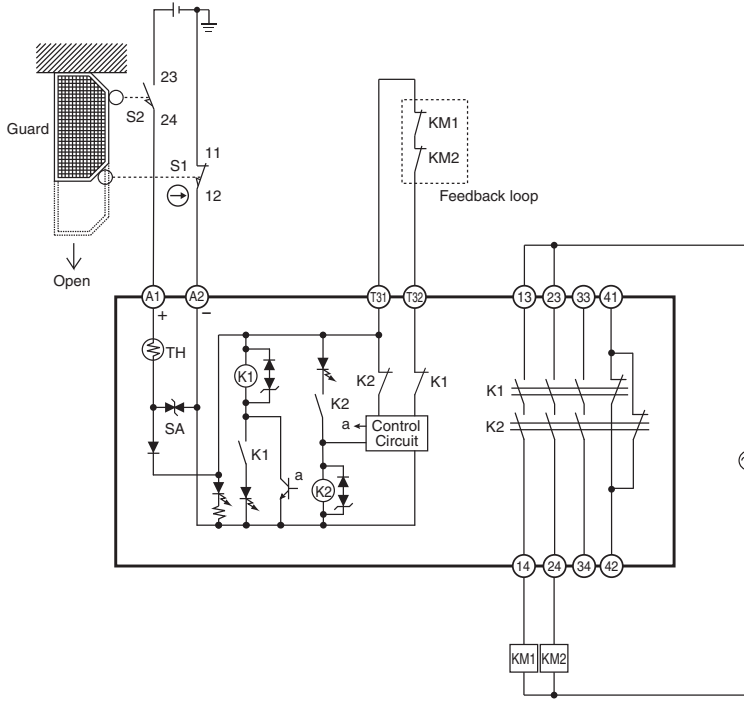 23
S2
24
Guard
S1
11
12
Open
KM1
KM2
Feedback loop
A1
A2
T31
T32
13
23
33
41
+
−
TH
SA
K1
K1
a
K2
K2
K2
K1
a
Control
Circuit
K1
K2
14
24
34
42
KM1
KM2